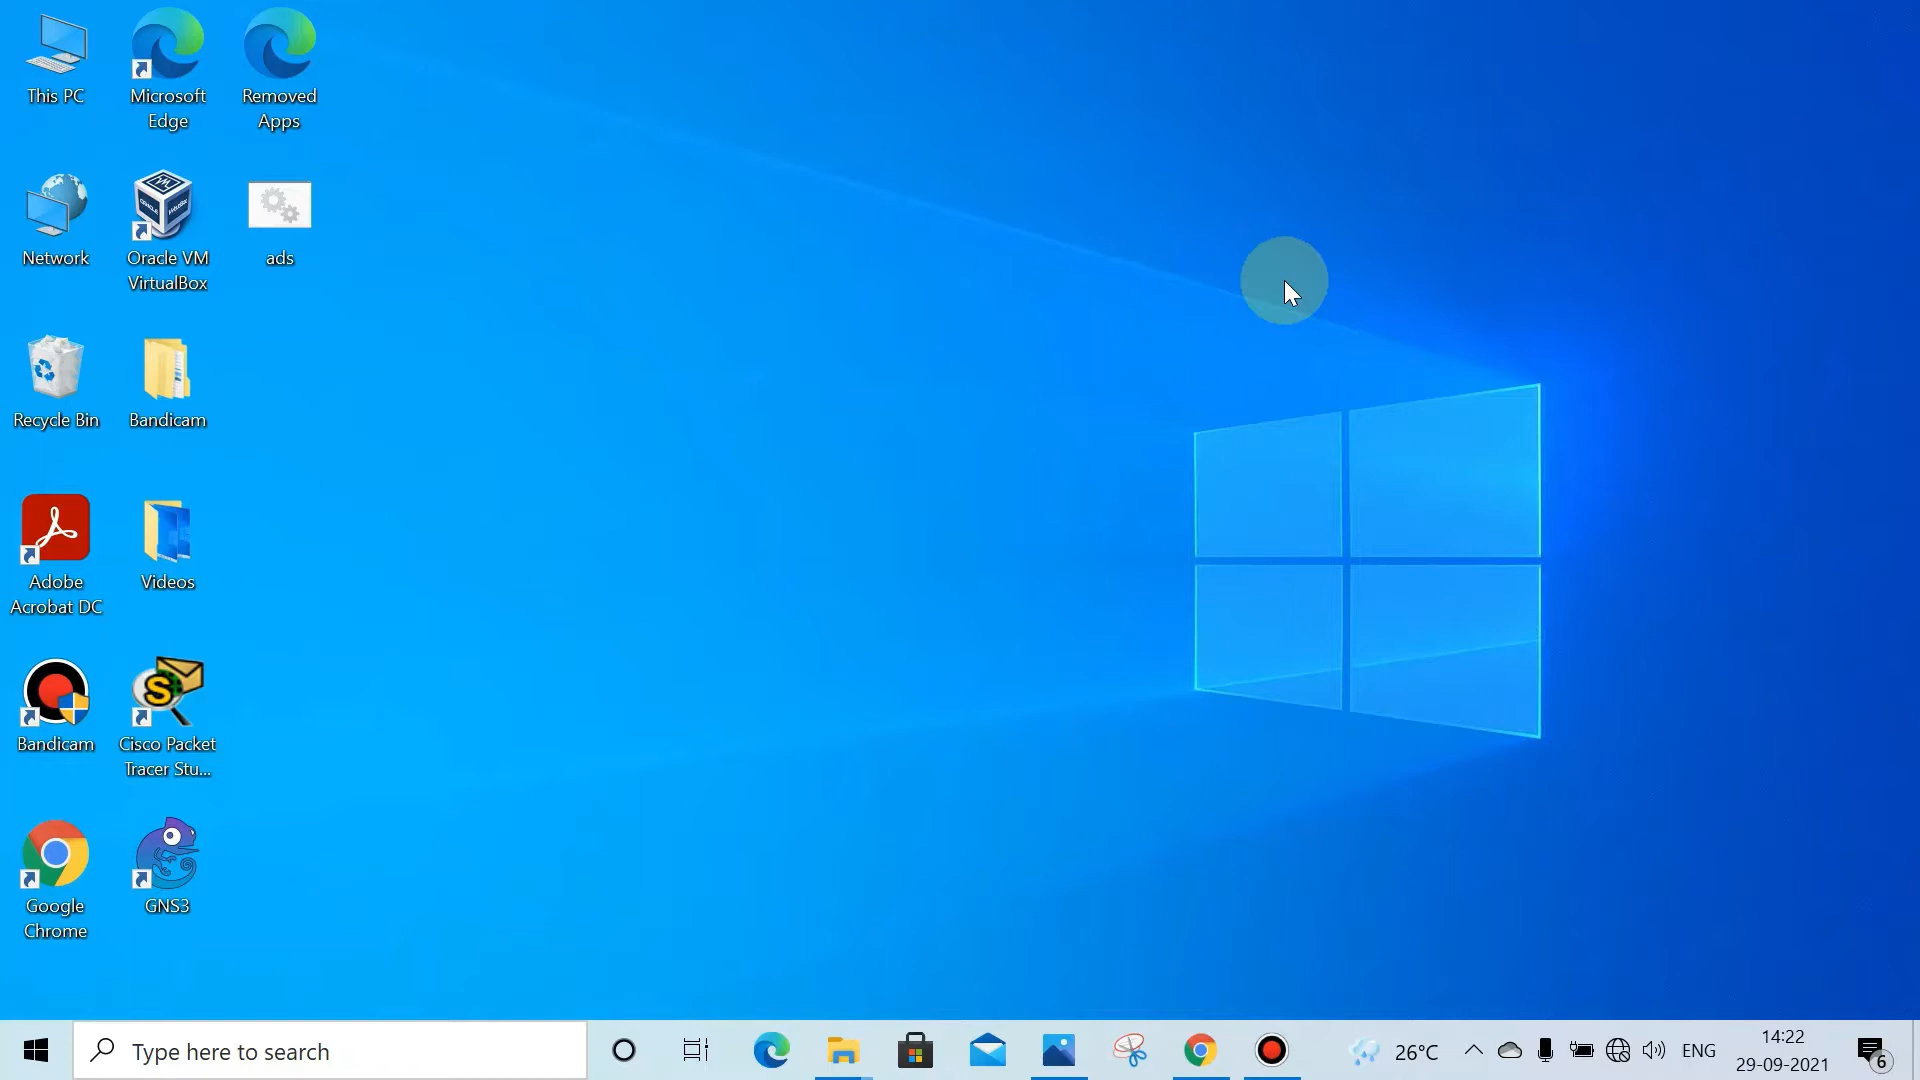 This PC
Microsoft
Edge
Removed
Apps
Network
Oracle VM
VirtualBox
ads
Recycle Bin
Bandicam
Adobe
Acrobat DC
Videos
Bandicam
Cisco Packet
Tracer Stu...
Google
Chrome
GNS3
Type here to search
26°C
ENG
14:22
29-09-2021
6